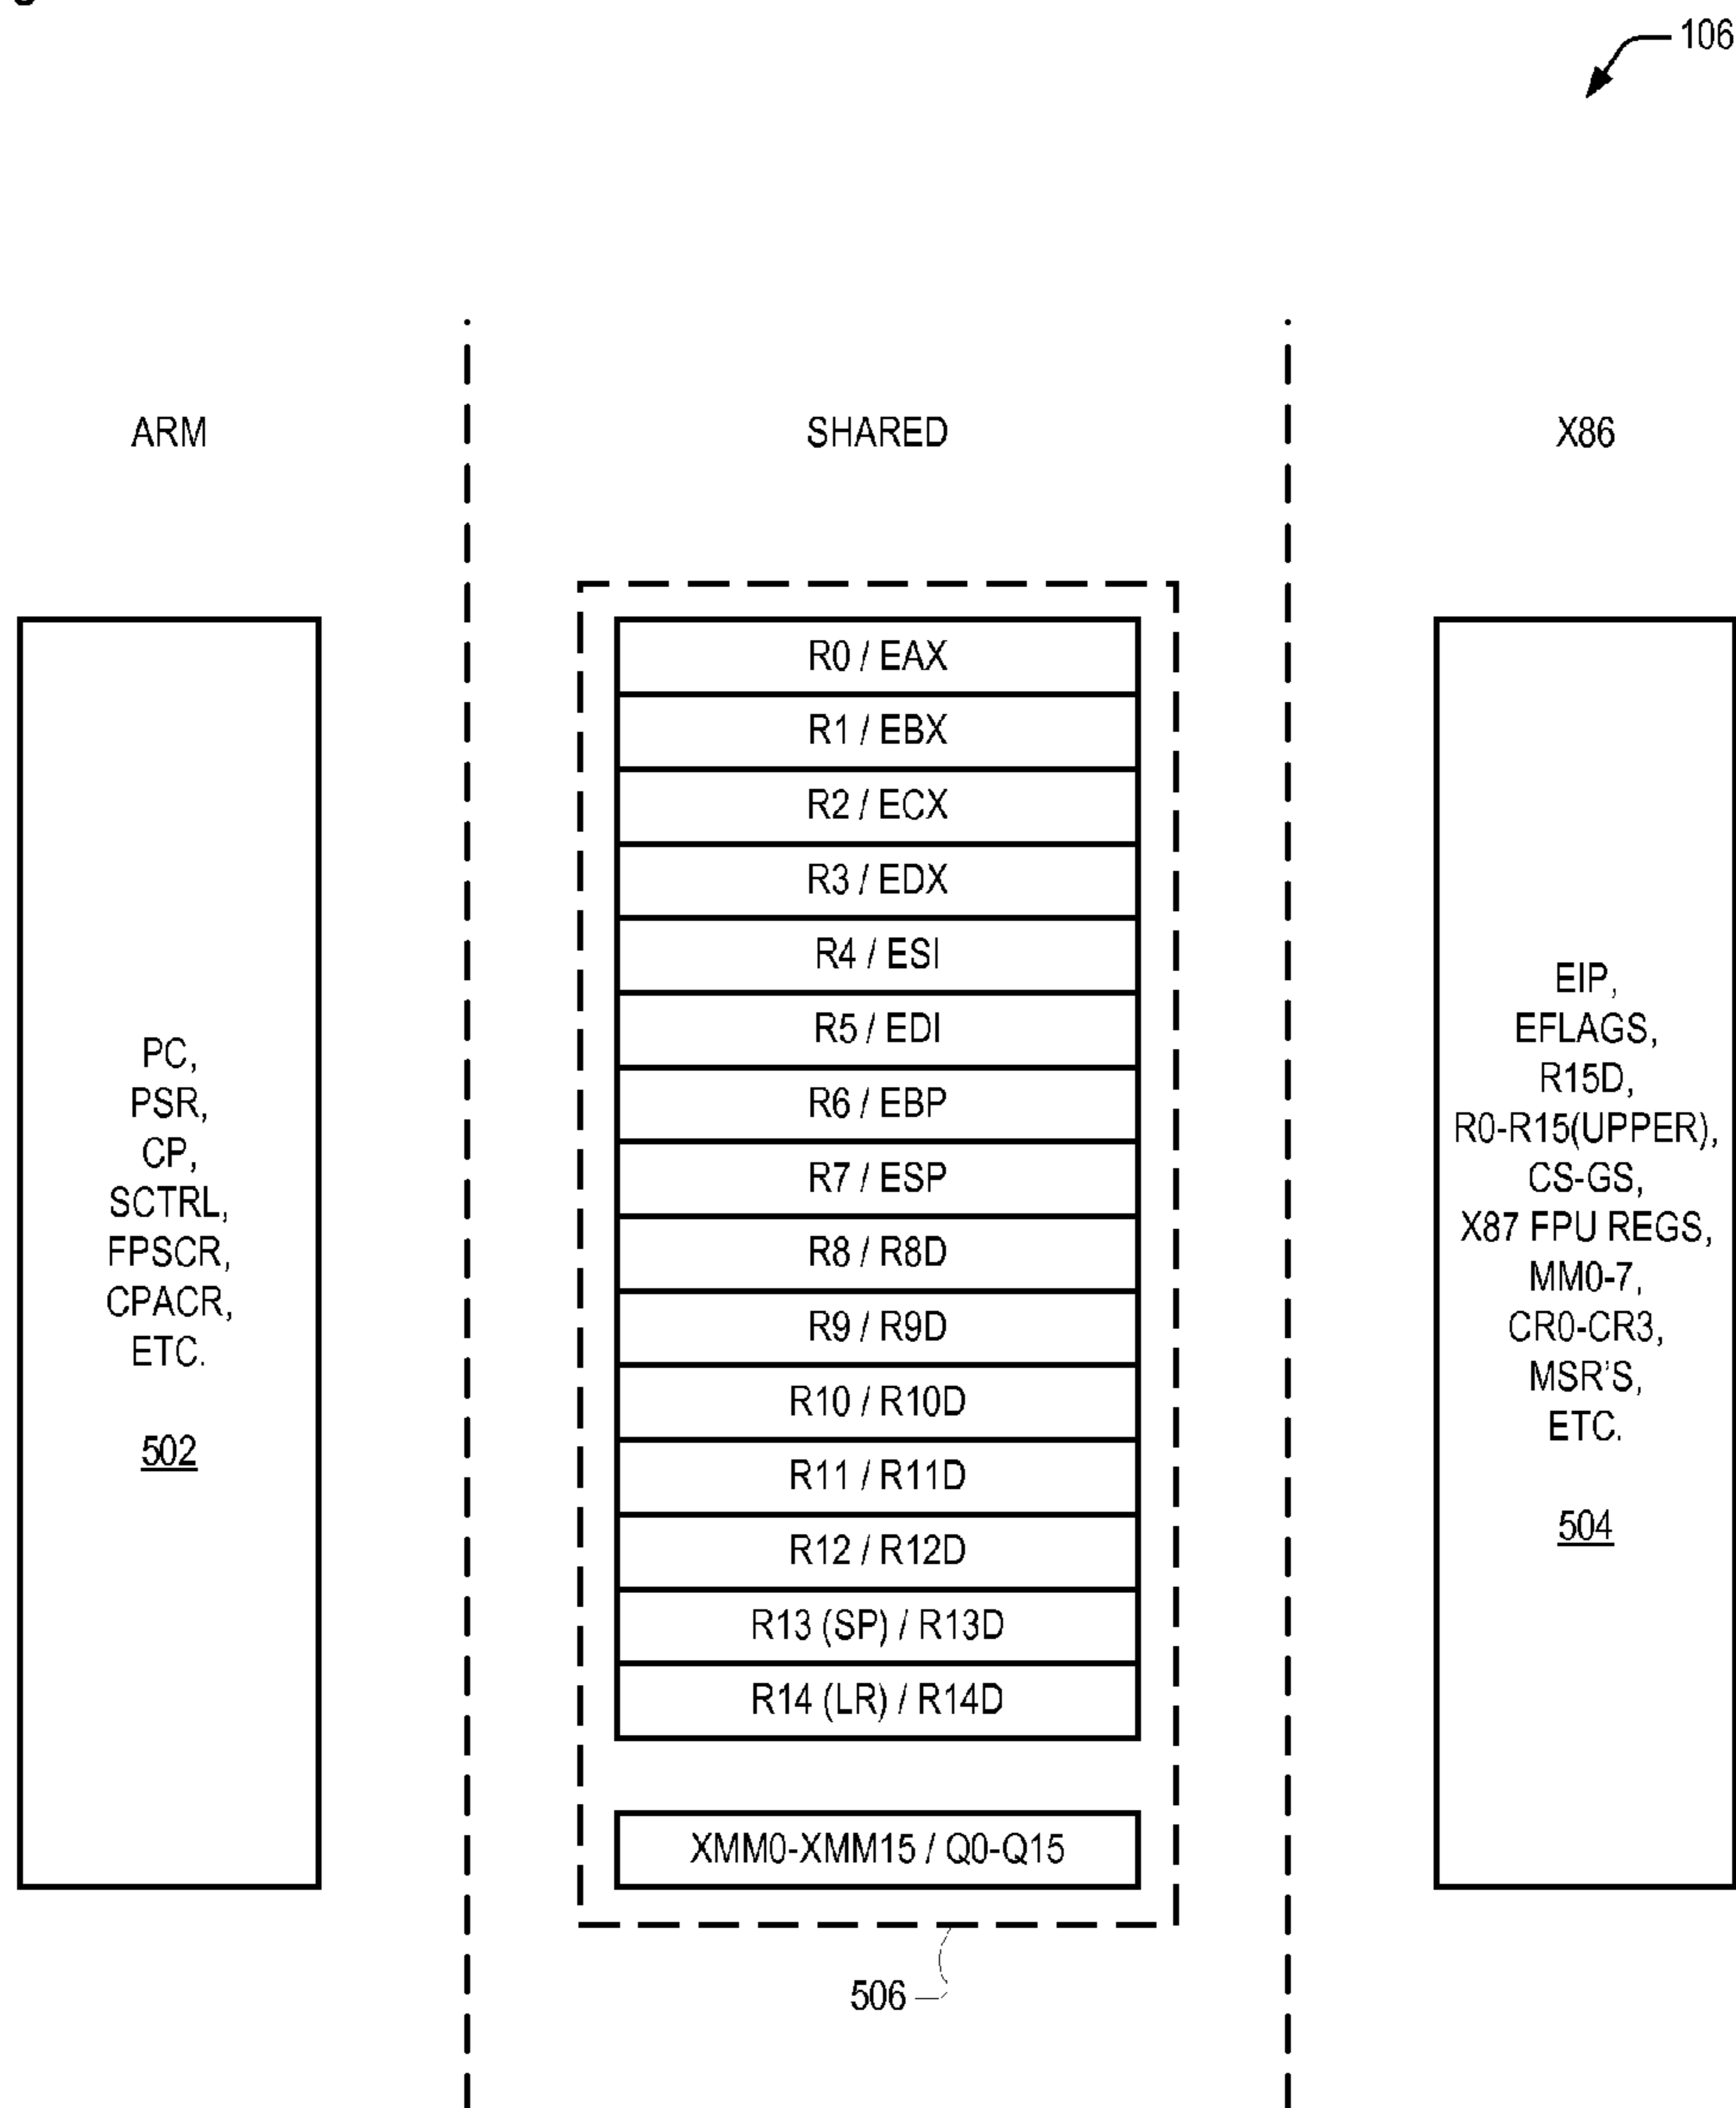 106
ARM
SHARED
X86
PC,
PSR,
CP,
SCTRL,
FPSCR,
CPACR,
ETC.
502
R0 / EAX
R1 / EBX
R2 / ECX
R3 / EDX
R4 / ESI
R5 / EDI
R6 / EBP
R7 / ESP
R8 / R8D
R9 / R9D
R10 / R10D
R11 / R11D
R12 / R12D
R13 (SP) / R13D
R14 (LR) / R14D
XMM0-XMM15 / Q0-Q15
506
EIP,
EFLAGS,
R15D,
R0-R15(UPPER),
CS-GS,
X87 FPU REGS,
MM0-7,
CR0-CR3,
MSR'S,
ETC.
504